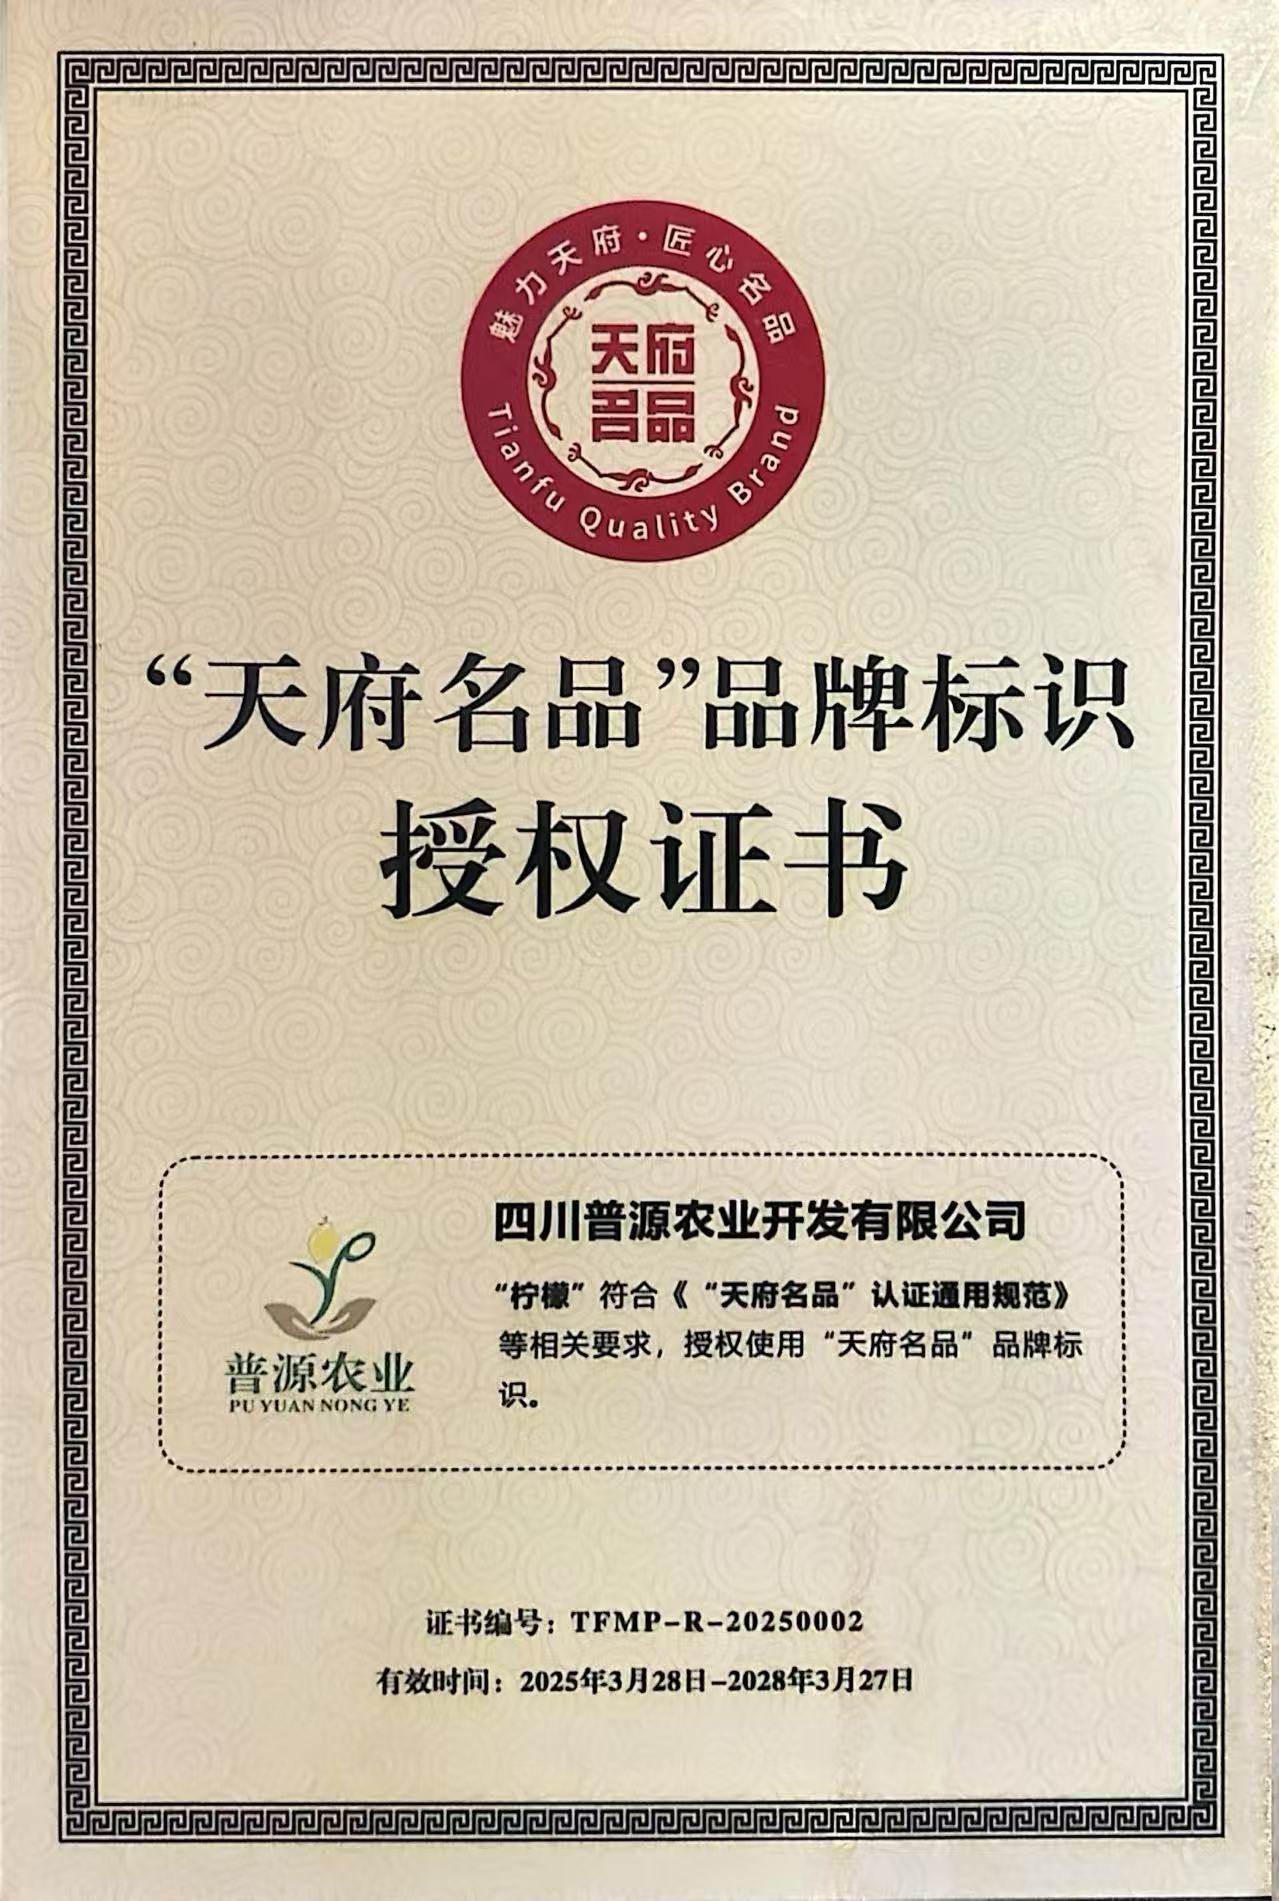 魅力天府·匠心名品
天府
名品
Tianfu Quality Brand
“天府名品”品牌标识
授权证书
四川普源农业开发有限公司
“柠檬”符合《“天府名品”认证通用规范》
等相关要求，授权使用“天府名品”品牌标
识。
普源农业
PU YUAN NONG YE
证书编号：TFMP-R-20250002
有效时间：2025年3月28日-2028年3月27日